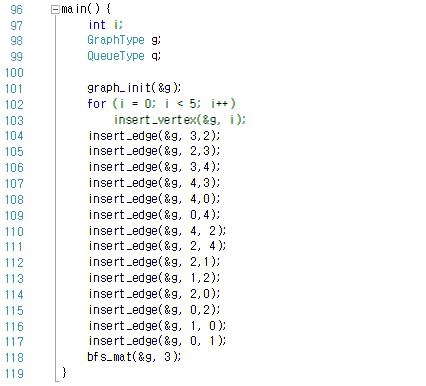 96 main() {
97 int i;
98 GraphType g;
99 QueueType q;
100
101 graph_init(&g);
102 for (i = 0; i < 5; i++)
103 insert_vertex(&g, i);
104 insert_edge(&g, 3,2);
105 insert_edge(&g, 2,3);
106 insert_edge(&g, 3,4);
107 insert_edge(&g, 4,3);
108 insert_edge(&g, 4,0);
109 insert_edge(&g, 0,4);
110 insert_edge(&g, 4, 2);
111 insert_edge(&g, 2, 4);
112 insert_edge(&g, 2,1);
113 insert_edge(&g, 1,2);
114 insert_edge(&g, 2,0);
115 insert_edge(&g, 0,2);
116 insert_edge(&g, 1, 0);
117 insert_edge(&g, 0, 1);
118 bfs_mat(&g, 3);
119 }